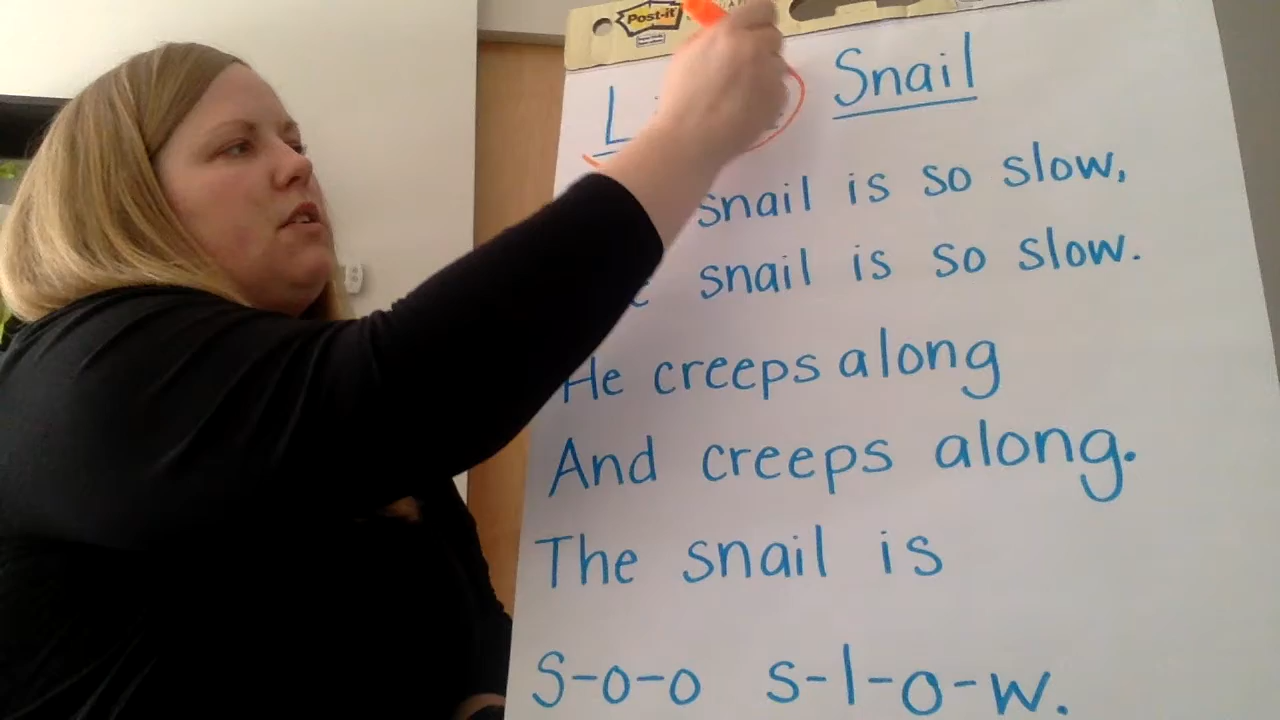 Post-it
Snail
snail is so slow,
snail is so slow.
He creeps along
And creeps along.
The snail is
S-o-o s-l-o-w.